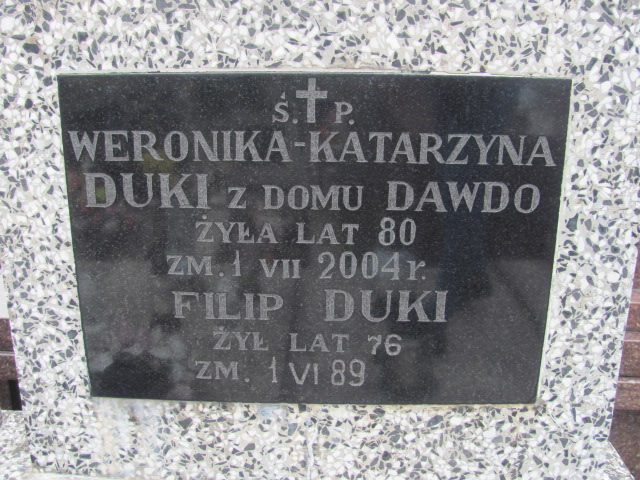 Ś. P.
WERONIKA-KATARZYNA
DUKI Z DOMU DAWDO
ŻYŁA LAT 80
ZM. 1 VII 2004 r.
FILIP DUKI
ŻYŁ LAT 76
ZM. 1 VI 89